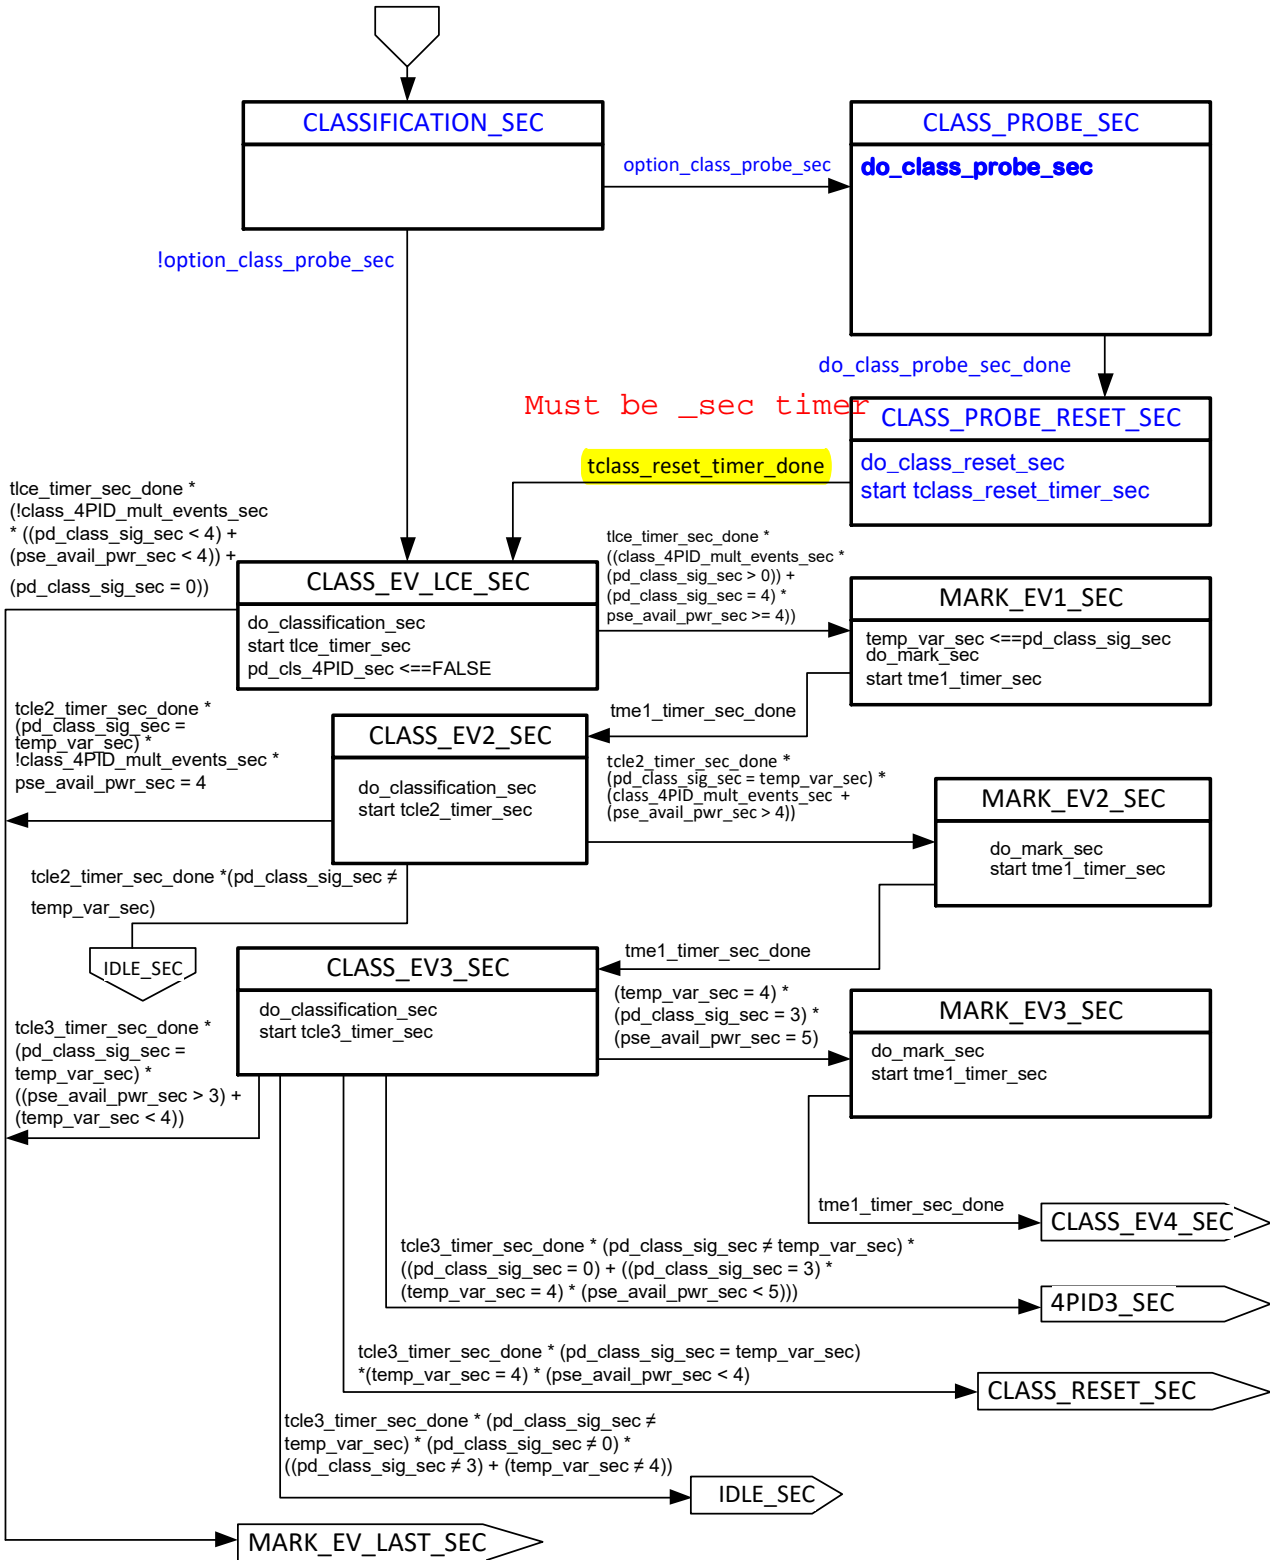 CLASSIFICATION_SEC
CLASS_PROBE_SEC
option_class_probe_sec
do_class_probe_sec
!option_class_probe_sec
do_class_probe_sec_done
Must be _sec timer
CLASS_PROBE_RESET_SEC
do_class_reset_sec
start tclass_reset_timer_sec
tclass_reset_timer_done
tlce_timer_sec_done *
(!class_4PID_mult_events_sec
* ((pd_class_sig_sec < 4) +
(pse_avail_pwr_sec < 4)) +
(pd_class_sig_sec = 0))
CLASS_EV_LCE_SEC
do_classification_sec
start tlce_timer_sec
pd_cls_4PID_sec <==FALSE
tlce_timer_sec_done *
((class_4PID_mult_events_sec *
(pd_class_sig_sec > 0)) +
(pd_class_sig_sec = 4) *
pse_avail_pwr_sec >= 4))
MARK_EV1_SEC
temp_var_sec <==pd_class_sig_sec
do_mark_sec
start tme1_timer_sec
tme1_timer_sec_done
tcle2_timer_sec_done *
(pd_class_sig_sec =
temp_var_sec) *
!class_4PID_mult_events_sec *
pse_avail_pwr_sec = 4
CLASS_EV2_SEC
do_classification_sec
start tcle2_timer_sec
tcle2_timer_sec_done *
(pd_class_sig_sec = temp_var_sec) *
(class_4PID_mult_events_sec +
(pse_avail_pwr_sec > 4))
MARK_EV2_SEC
do_mark_sec
start tme1_timer_sec
tcle2_timer_sec_done *(pd_class_sig_sec ≠
temp_var_sec)
IDLE_SEC
tme1_timer_sec_done
CLASS_EV3_SEC
do_classification_sec
start tcle3_timer_sec
(temp_var_sec = 4) *
(pd_class_sig_sec = 3) *
(pse_avail_pwr_sec = 5)
MARK_EV3_SEC
do_mark_sec
start tme1_timer_sec
tcle3_timer_sec_done *
(pd_class_sig_sec =
temp_var_sec) *
((pse_avail_pwr_sec > 3) +
(temp_var_sec < 4))
tme1_timer_sec_done
CLASS_EV4_SEC
tcle3_timer_sec_done * (pd_class_sig_sec ≠ temp_var_sec) *
((pd_class_sig_sec = 0) + ((pd_class_sig_sec = 3) *
(temp_var_sec = 4) * (pse_avail_pwr_sec < 5)))
4PID3_SEC
tcle3_timer_sec_done * (pd_class_sig_sec = temp_var_sec)
*(temp_var_sec = 4) * (pse_avail_pwr_sec < 4)
CLASS_RESET_SEC
tcle3_timer_sec_done * (pd_class_sig_sec ≠
temp_var_sec) * (pd_class_sig_sec ≠ 0) *
((pd_class_sig_sec ≠ 3) + (temp_var_sec ≠ 4))
IDLE_SEC
MARK_EV_LAST_SEC